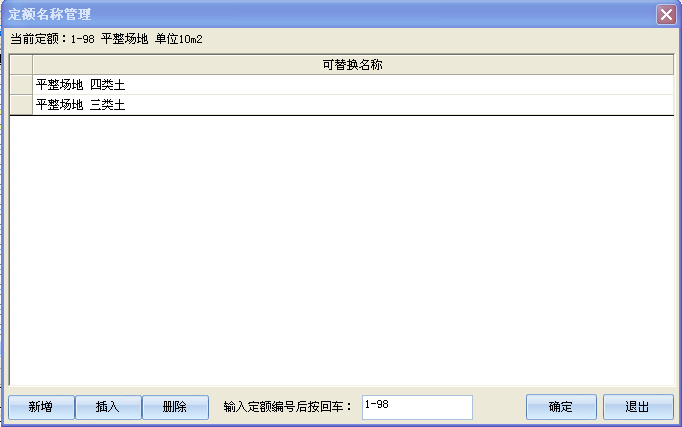 定额名称管理
当前定额：1-98 平整场地 单位10m2
可替换名称
平整场地 四类土
平整场地 三类土
新增 插入 删除 输入定额编号后按回车： 1-98 确定 退出